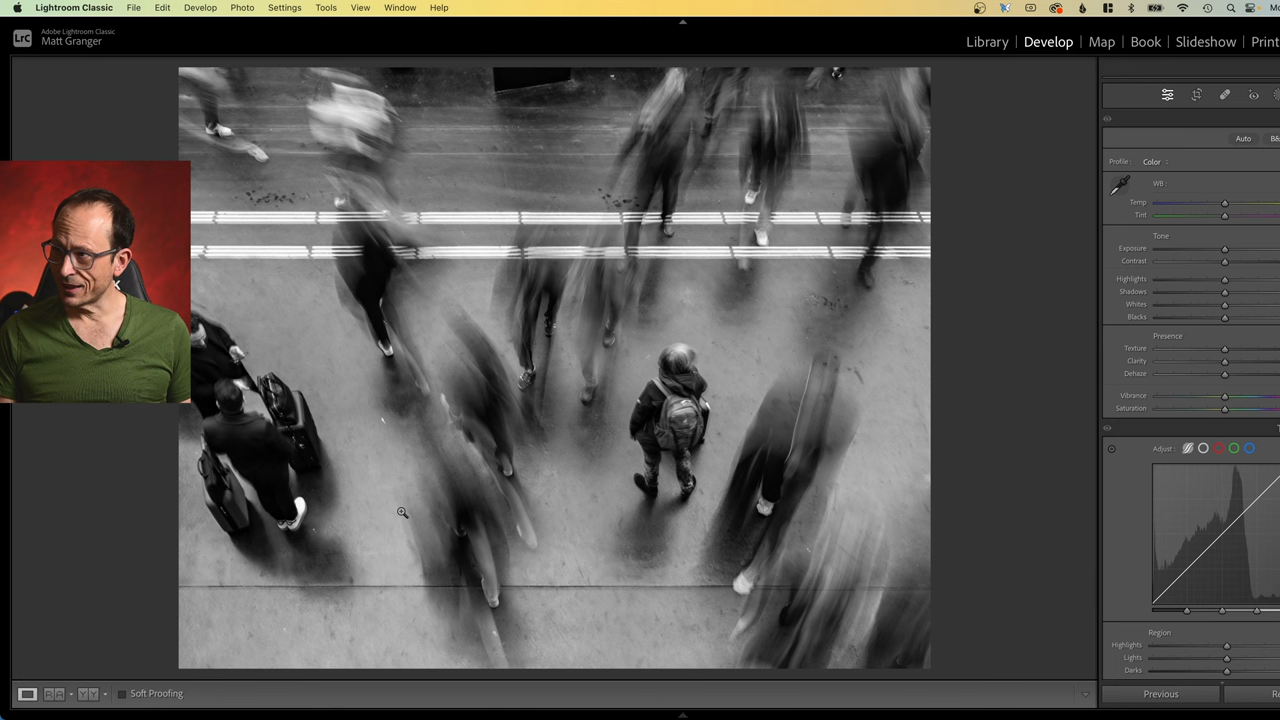 Lightroom Classic File Edit Develop Photo Settings Tools View Window Help
Adobe Lightroom Classic
Matt Granger
LrC
Library | Develop | Map | Book | Slideshow | Print
Auto
Profile : Color
WB :
Temp
Tint
Tone
Exposure
Contrast
Highlights
Shadows
Whites
Blacks
Presence
Texture
Clarity
Dehaze
Vibrance
Saturation
Adjust :
Region
Highlights
Lights
Darks
Soft Proofing
Previous